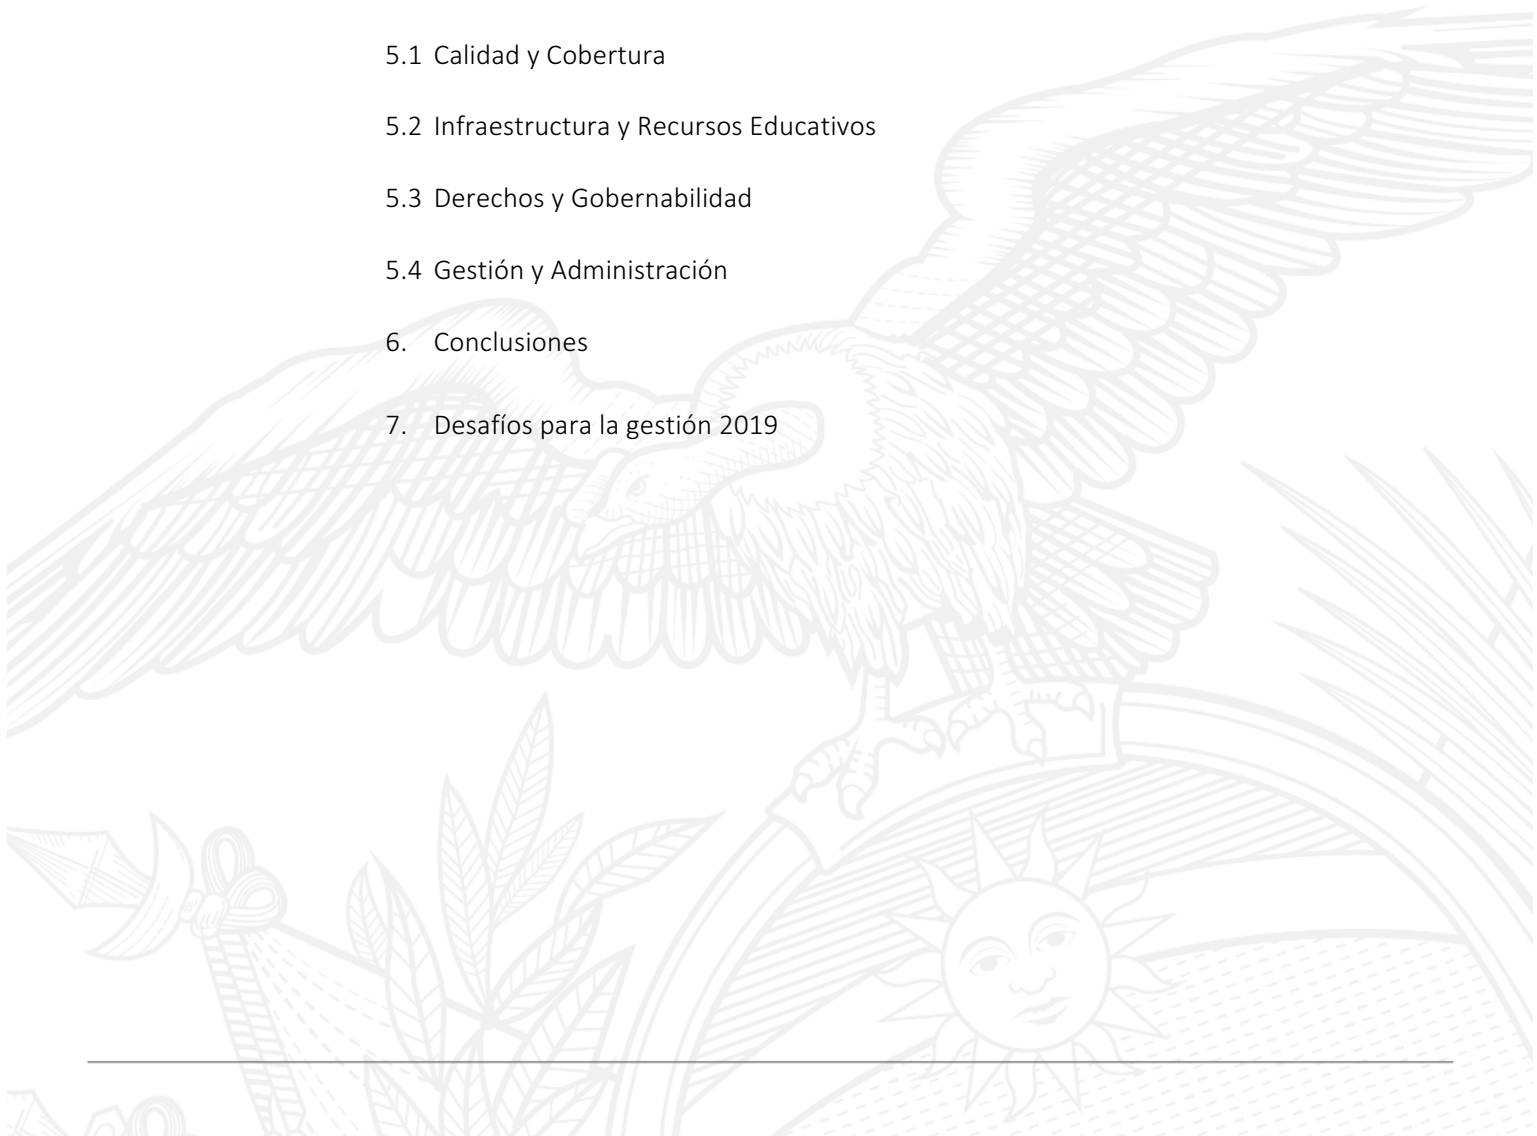 5.1 Calidad y Cobertura
5.2 Infraestructura y Recursos Educativos
5.3 Derechos y Gobernabilidad
5.4 Gestión y Administración
6. Conclusiones
7. Desafíos para la gestión 2019